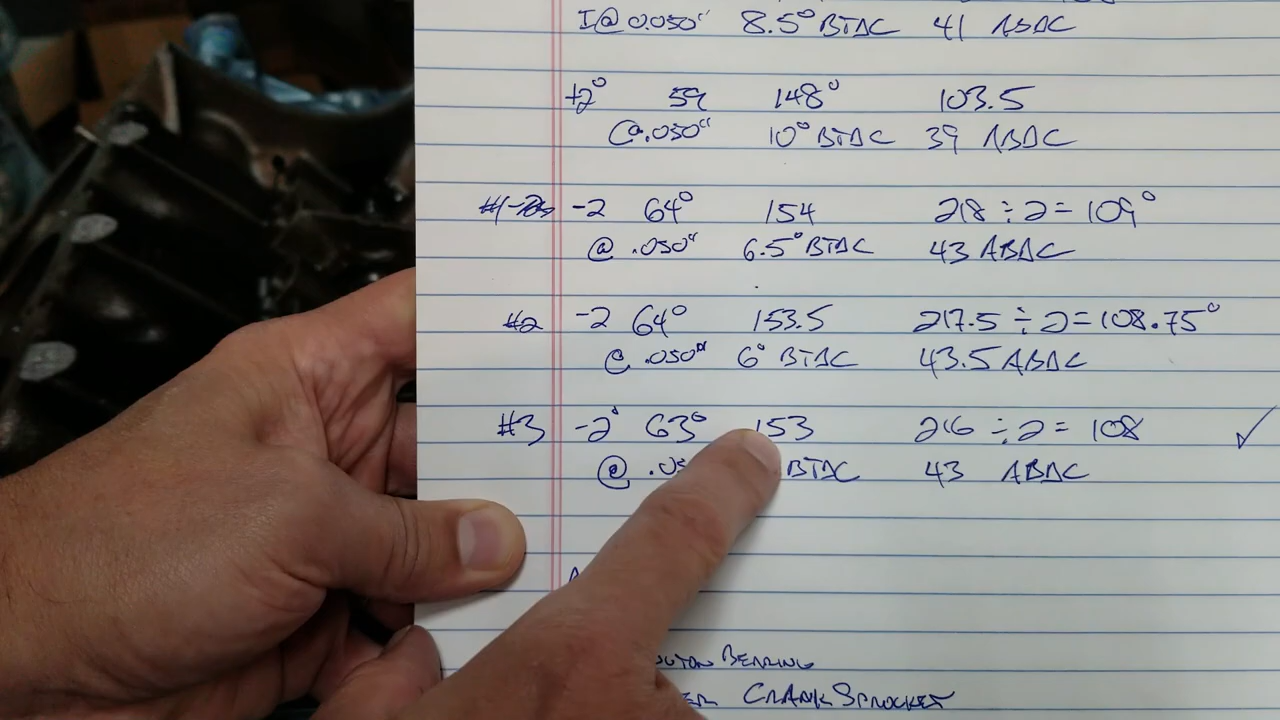 I@ 0.050" 8.5° BTDC 41 ABDC
+2° 59 148° 103.5
@.050" 10° BTDC 39 ABDC
-2 64° 154 218 ÷ 2 = 109°
@ .050" 6.5° BTDC 43 ABDC
#2 -2 64° 153.5 217.5 ÷ 2 = 108.75°
@ .050" 6° BTDC 43.5 ABDC
#3 -2° 63° 153 216 ÷ 2 = 108 ✓
@ BTDC 43 ABDC
BEARING
CRANK SPROCKET